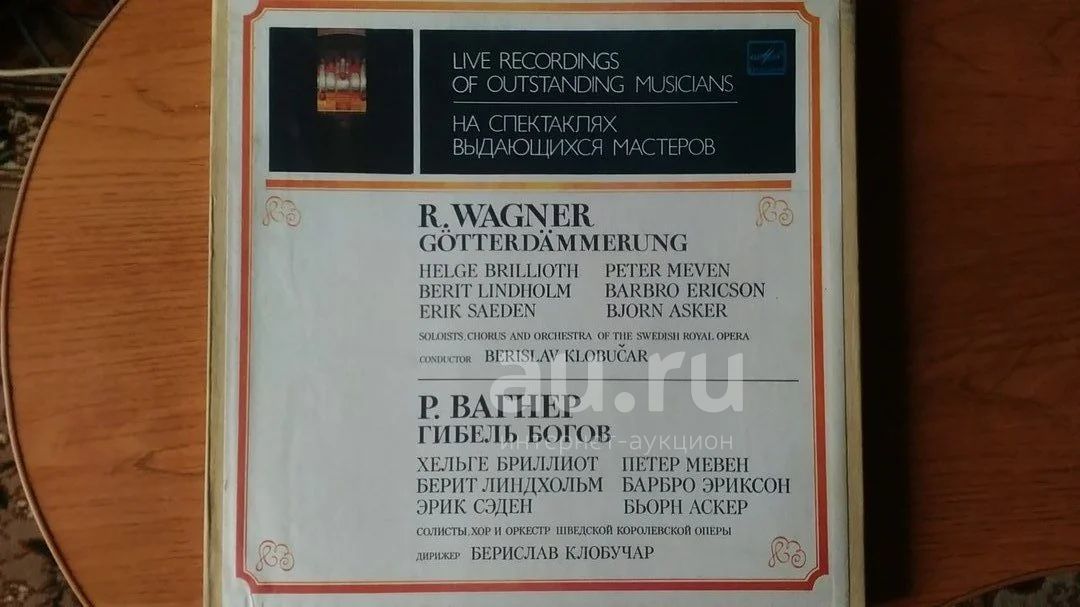 LIVE RECORDINGS
OF OUTSTANDING MUSICIANS
НА СПЕКТАКЛЯХ
ВЫДАЮЩИХСЯ МАСТЕРОВ
R. WAGNER
GÖTTERDÄMMERUNG
HELGE BRILLIOTH PETER MEVEN
BERIT LINDHOLM BARBRO ERICSON
ERIK SAEDEN BJORN ASKER
SOLOISTS, CHORUS AND ORCHESTRA OF THE SWEDISH ROYAL OPERA
CONDUCTOR BERISLAV KLOBUČAR
au.ru
интернет-аукцион
Р. ВАГНЕР
ГИБЕЛЬ БОГОВ
ХЕЛЬГЕ БРИЛЛИОТ ПЕТЕР МЕВЕН
БЕРИТ ЛИНДХОЛЬМ БАРБРО ЭРИКСОН
ЭРИК СЭДЕН БЬОРН АСКЕР
СОЛИСТЫ, ХОР И ОРКЕСТР ШВЕДСКОЙ КОРОЛЕВСКОЙ ОПЕРЫ
ДИРИЖЕР БЕРИСЛАВ КЛОБУЧАР